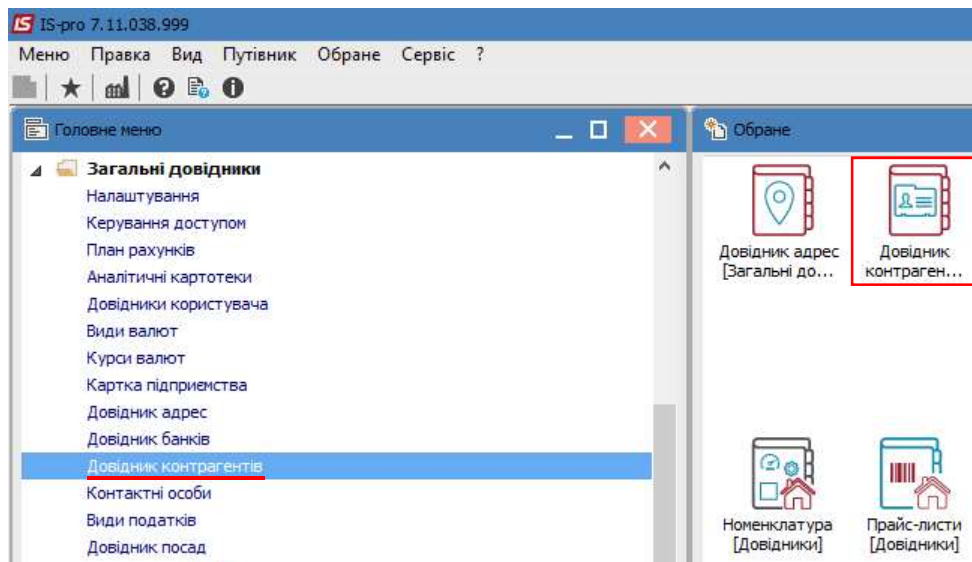 IS IS-pro 7.11.038.999
Меню Правка Вид Путівник Обране Сервіс ?
Головне меню
Загальні довідники
Налаштування
Керування доступом
План рахунків
Аналітичні картотеки
Довідники користувача
Види валют
Курси валют
Картка підприємства
Довідник адрес
Довідник банків
Довідник контрагентів
Контактні особи
Види податків
Довідник посад
Обране
Довідник адрес
[Загальні до...
Довідник
контраген...
Номенклатура
[Довідники]
Прайс-листи
[Довідники]